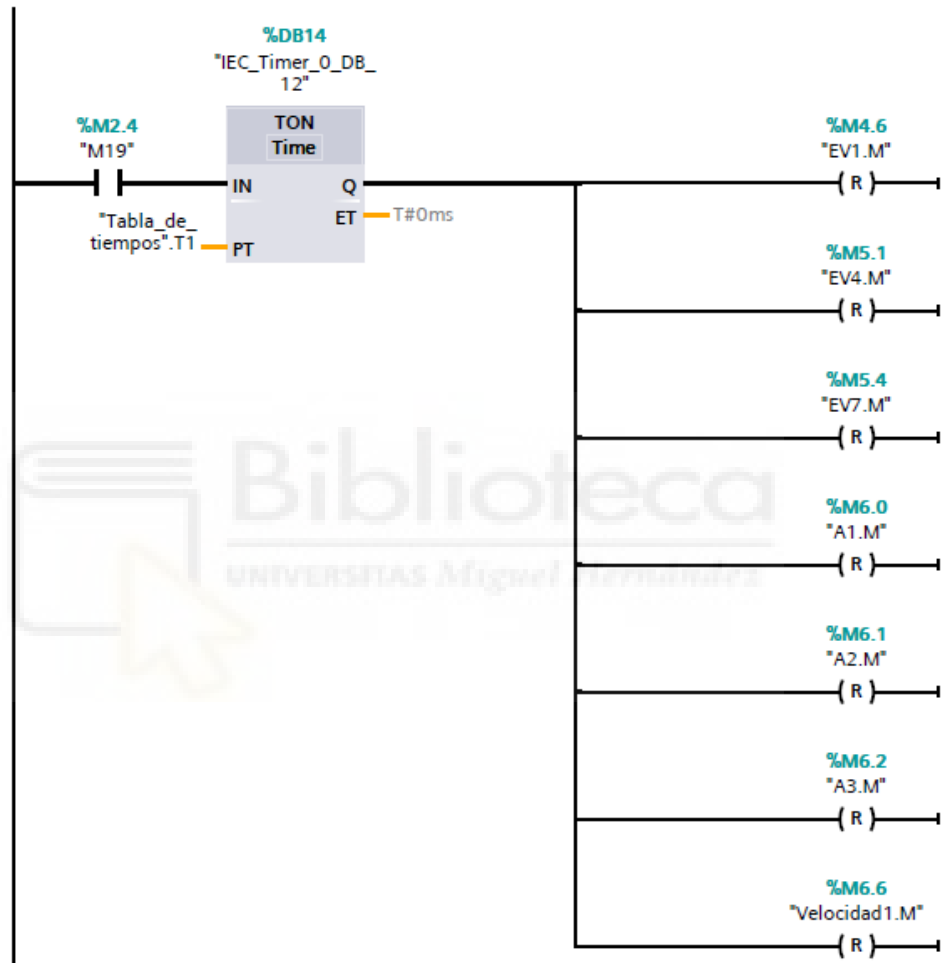 %DB14
"IEC_Timer_0_DB_
12"
%M2.4
"M19"
TON
Time
IN
Q
"Tabla_de_
tiempos".T1
PT
ET
T#0ms
%M4.6
"EV1.M"
( R )
%M5.1
"EV4.M"
( R )
%M5.4
"EV7.M"
( R )
%M6.0
"A1.M"
( R )
%M6.1
"A2.M"
( R )
%M6.2
"A3.M"
( R )
%M6.6
"Velocidad1.M"
( R )
Biblioteca
UNIVERSITAS Miguel Hernández